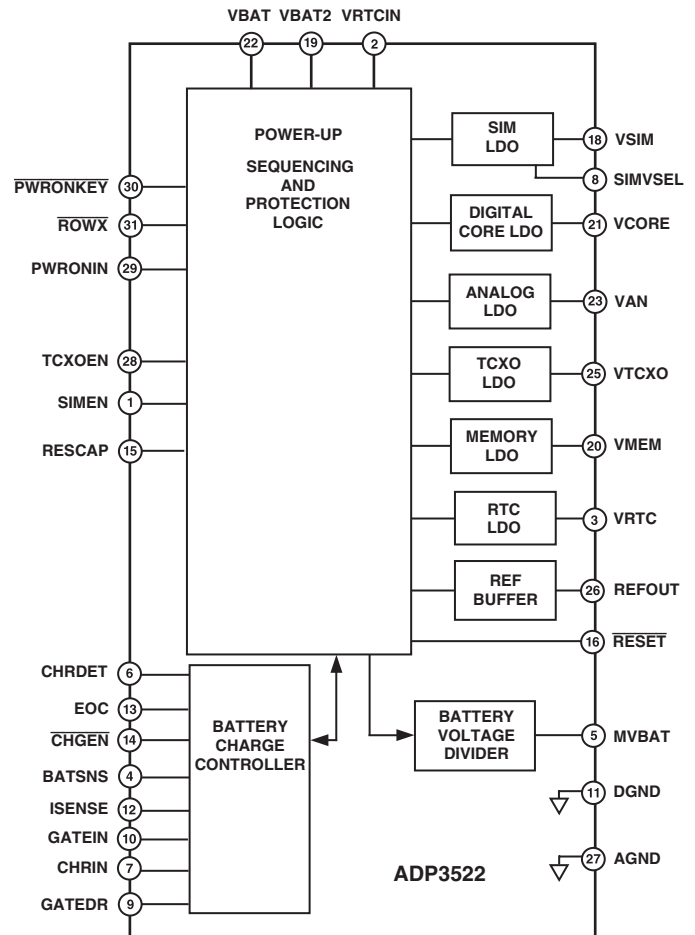 VBAT VBAT2 VRTCIN
22 19 2
POWER-UP
SEQUENCING
AND
PROTECTION
LOGIC
PWRONKEY 30
ROWX 31
PWRONIN 29
TCXOEN 28
SIMEN 1
RESCAP 15
SIM
LDO
18 VSIM
8 SIMVSEL
DIGITAL
CORE LDO
21 VCORE
ANALOG
LDO
23 VAN
TCXO
LDO
25 VTCXO
MEMORY
LDO
20 VMEM
RTC
LDO
3 VRTC
REF
BUFFER
26 REFOUT
16 RESET
CHRDET 6
EOC 13
CHGEN 14
BATSNS 4
ISENSE 12
GATEIN 10
CHRIN 7
GATEDR 9
BATTERY
CHARGE
CONTROLLER
BATTERY
VOLTAGE
DIVIDER
5 MVBAT
11 DGND
27 AGND
ADP3522